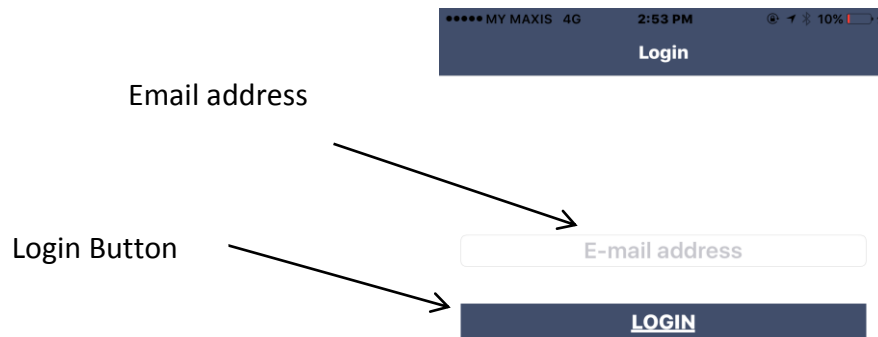 MY MAXIS 4G 2:53 PM 10%
Login
Email address
Login Button
E-mail address
LOGIN